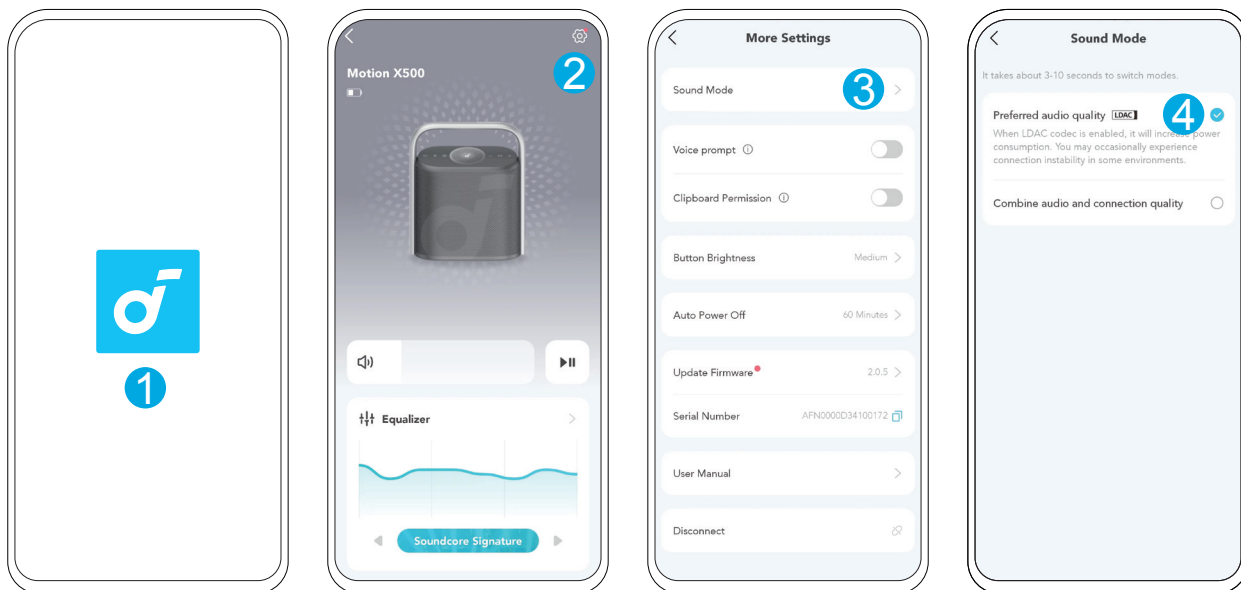 1
2
Motion X500
Equalizer
Soundcore Signature
More Settings
Sound Mode
3
Voice prompt
Clipboard Permission
Button Brightness Medium
Auto Power Off 60 Minutes
Update Firmware 2.0.5
Serial Number AFN0000D34100172
User Manual
Disconnect
Sound Mode
It takes about 3-10 seconds to switch modes.
Preferred audio quality LDAC
4
When LDAC codec is enabled, it will increase power
consumption. You may occasionally experience
connection instability in some environments.
Combine audio and connection quality